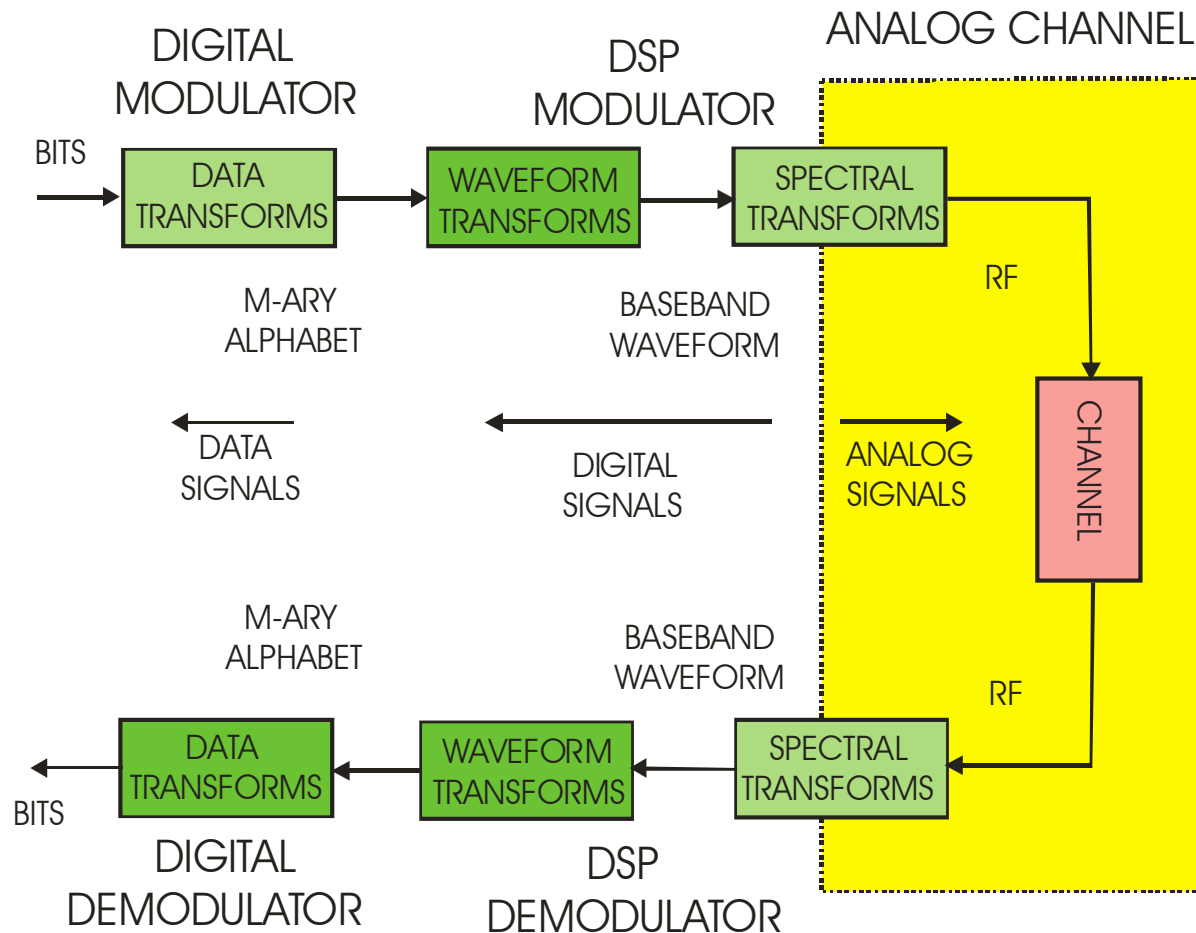 ANALOG CHANNEL
DIGITAL
MODULATOR
DSP
MODULATOR
BITS
DATA
TRANSFORMS
WAVEFORM
TRANSFORMS
SPECTRAL
TRANSFORMS
RF
M-ARY
ALPHABET
BASEBAND
WAVEFORM
CHANNEL
DATA
SIGNALS
DIGITAL
SIGNALS
ANALOG
SIGNALS
M-ARY
ALPHABET
BASEBAND
WAVEFORM
RF
DATA
TRANSFORMS
WAVEFORM
TRANSFORMS
SPECTRAL
TRANSFORMS
BITS
DIGITAL
DEMODULATOR
DSP
DEMODULATOR